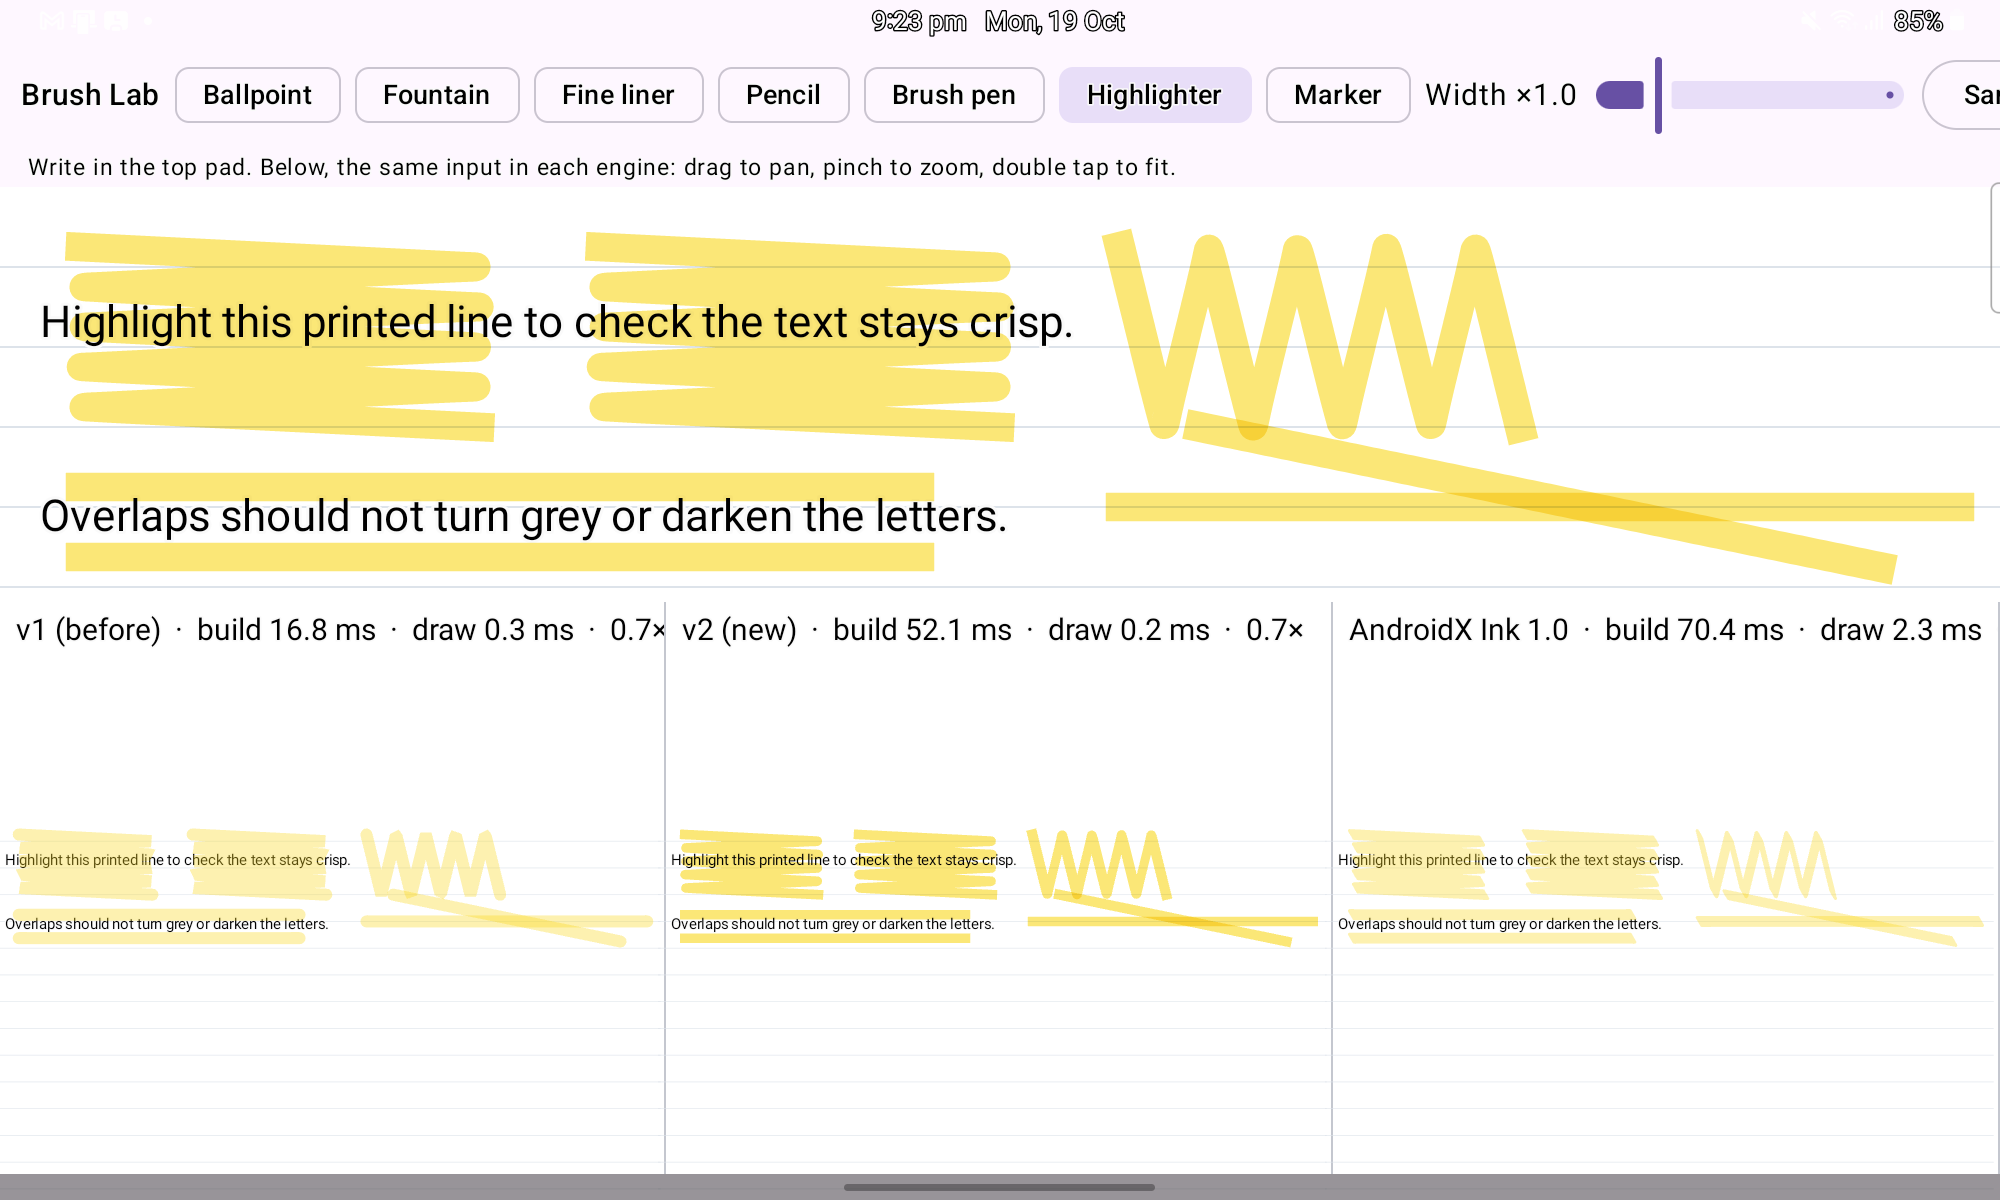 9:23 pm Mon, 19 Oct
85%
Brush Lab
Ballpoint
Fountain
Fine liner
Pencil
Brush pen
Highlighter
Marker
Width ×1.0
Write in the top pad. Below, the same input in each engine: drag to pan, pinch to zoom, double tap to fit.
Highlight this printed line to check the text stays crisp.
Overlaps should not turn grey or darken the letters.
v1 (before) · build 16.8 ms · draw 0.3 ms · 0.7×
v2 (new) · build 52.1 ms · draw 0.2 ms · 0.7×
AndroidX Ink 1.0 · build 70.4 ms · draw 2.3 ms
Highlight this printed line to check the text stays crisp.
Overlaps should not turn grey or darken the letters.
Highlight this printed line to check the text stays crisp.
Overlaps should not turn grey or darken the letters.
Highlight this printed line to check the text stays crisp.
Overlaps should not turn grey or darken the letters.